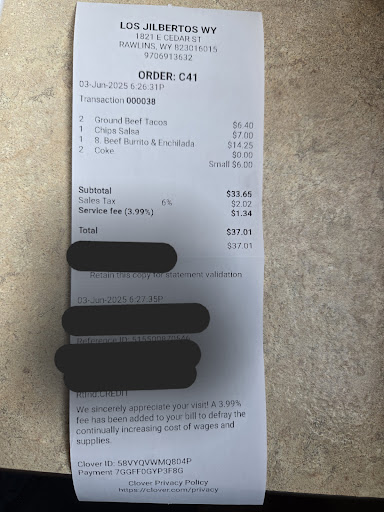 LOS JILBERTOS WY
1821 E CEDAR ST
RAWLINS, WY 823016015
9706913632
ORDER: C41
03-Jun-2025 6:26:31P
Transaction 000038
2 Ground Beef Tacos $6.40
1 Chips Salsa $7.00
1 8. Beef Burrito & Enchilada $14.25
2 Coke $0.00
Small $6.00
Subtotal $33.65
Sales Tax 6% $2.02
Service fee (3.99%) $1.34
Total $37.01
$37.01
Retain this copy for statement validation
03-Jun-2025 6:27:35P
Reference ID:
CREDIT
We sincerely appreciate your visit! A 3.99%
fee has been added to your bill to defray the
continually increasing cost of wages and
supplies.
Clover ID: 58VYQVWMQ804P
Payment 7GGFF0GYP3F8G
Clover Privacy Policy
https://clover.com/privacy